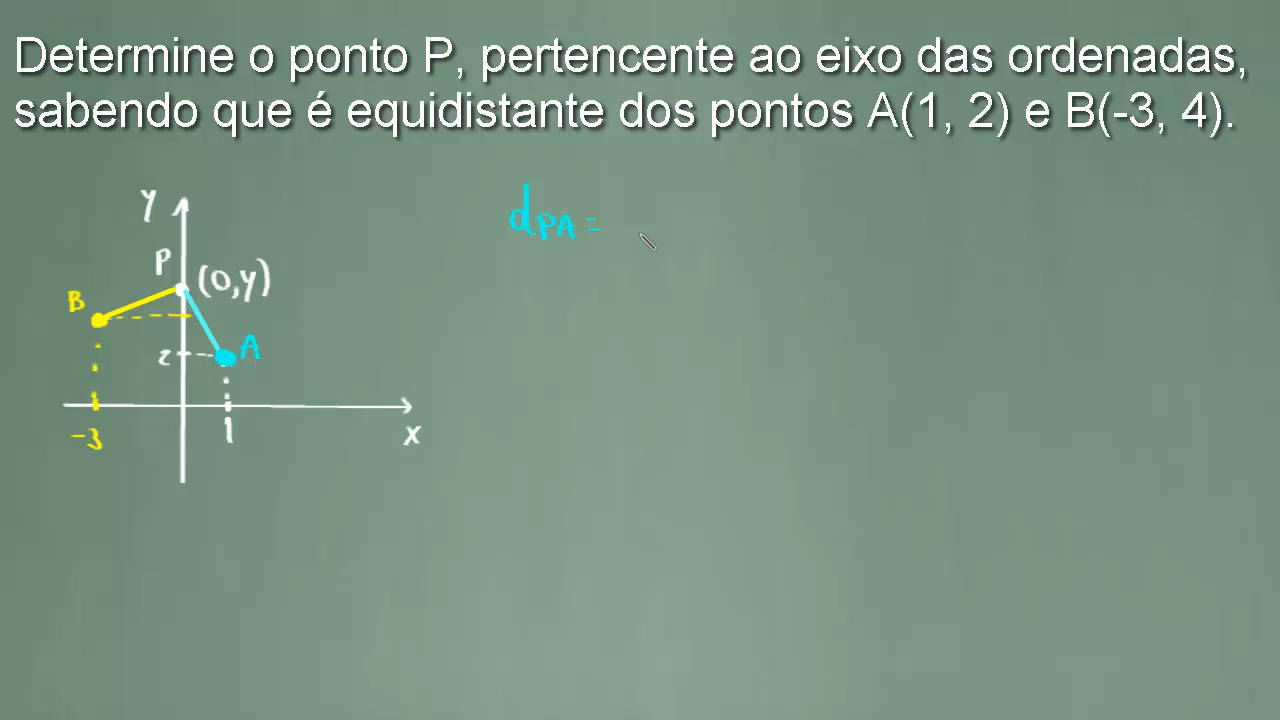 Determine o ponto P, pertencente ao eixo das ordenadas,
sabendo que é equidistante dos pontos A(1, 2) e B(-3, 4).
y
dPA =
P
(0,y)
B
A
2
-3
1
x